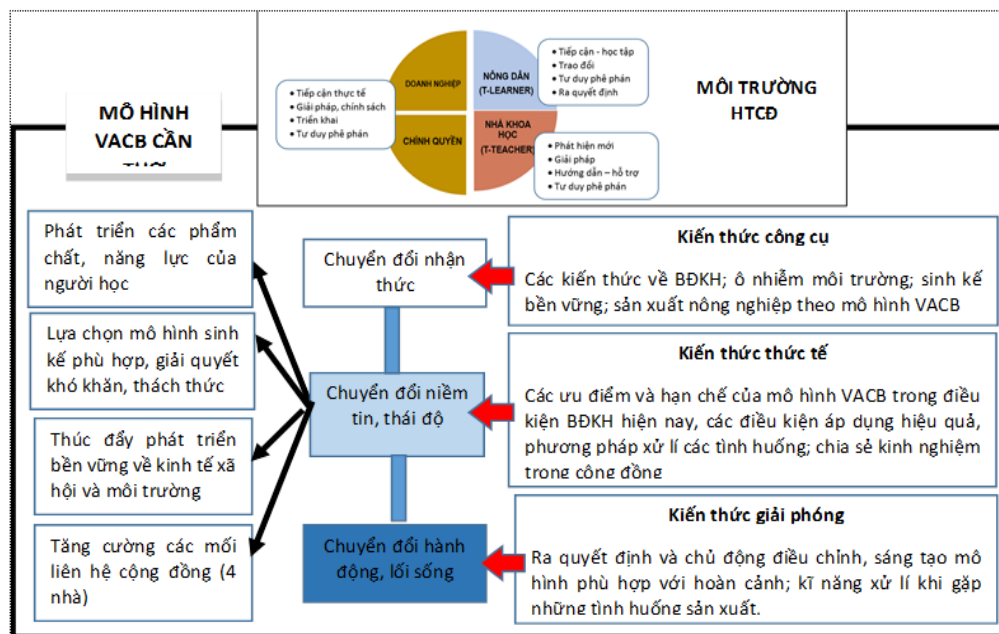 MÔ HÌNH
VACB CẦN
DOANH NGHIỆP
NÔNG DÂN
(T-LEARNER)
CHÍNH QUYỀN
NHÀ KHOA
HỌC
(T-TEACHER)
• Tiếp cận thực tế
• Giải pháp, chính sách
• Triển khai
• Tư duy phê phán
• Tiếp cận - học tập
• Trao đổi
• Tư duy phê phán
• Ra quyết định
• Phát hiện mới
• Giải pháp
• Hướng dẫn – hỗ trợ
• Tư duy phê phán
MÔI TRƯỜNG
HTCĐ
Phát triển các phẩm
chất, năng lực của
người học
Lựa chọn mô hình sinh
kế phù hợp, giải quyết
khó khăn, thách thức
Thúc đẩy phát triển
bền vững về kinh tế xã
hội và môi trường
Tăng cường các mối
liên hệ cộng đồng (4
nhà)
Chuyển đổi nhận
thức
Chuyển đổi niềm
tin, thái độ
Chuyển đổi hành
động, lối sống
Kiến thức công cụ
Các kiến thức về BĐKH; ô nhiễm môi trường; sinh kế
bền vững; sản xuất nông nghiệp theo mô hình VACB
Kiến thức thực tế
Các ưu điểm và hạn chế của mô hình VACB trong điều
kiện BĐKH hiện nay, các điều kiện áp dụng hiệu quả,
phương pháp xử lí các tình huống; chia sẻ kinh nghiệm
trong cộng đồng
Kiến thức giải phóng
Ra quyết định và chủ động điều chỉnh, sáng tạo mô
hình phù hợp với hoàn cảnh; kĩ năng xử lí khi gặp
những tình huống sản xuất.